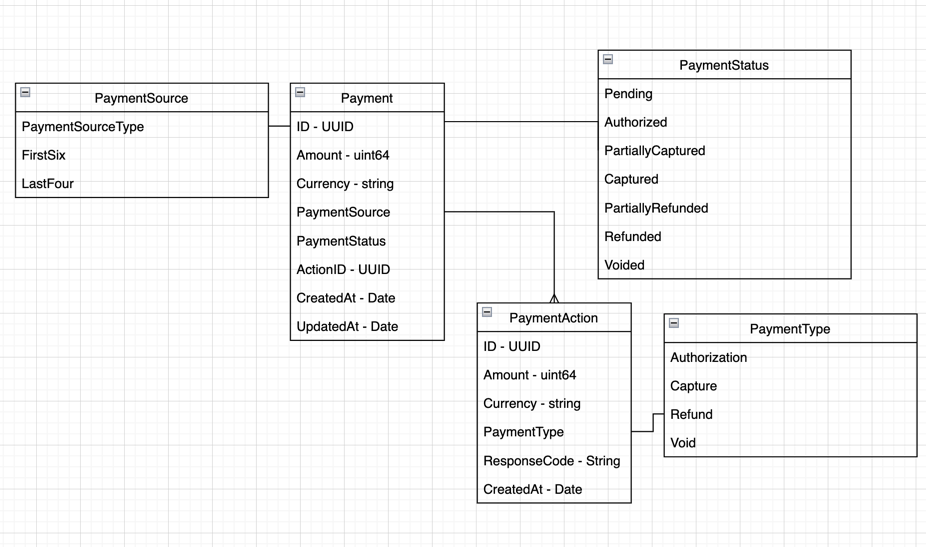 PaymentSource
PaymentSourceType
FirstSix
LastFour
Payment
ID - UUID
Amount - uint64
Currency - string
PaymentSource
PaymentStatus
ActionID - UUID
CreatedAt - Date
UpdatedAt - Date
PaymentStatus
Pending
Authorized
PartiallyCaptured
Captured
PartiallyRefunded
Refunded
Voided
PaymentAction
ID - UUID
Amount - uint64
Currency - string
PaymentType
ResponseCode - String
CreatedAt - Date
PaymentType
Authorization
Capture
Refund
Void